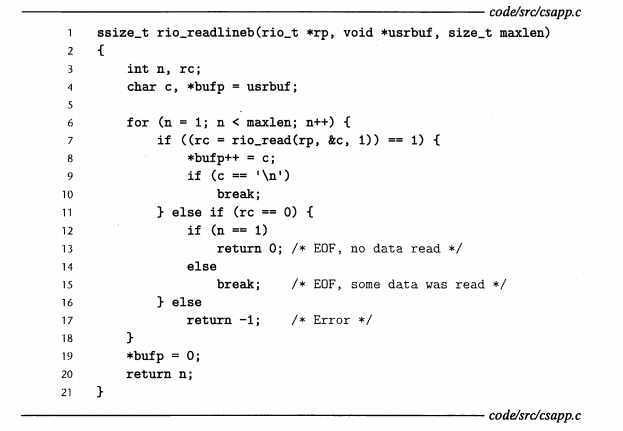 code/src/csapp.c
1 ssize_t rio_readlineb(rio_t *rp, void *usrbuf, size_t maxlen)
2 {
3     int n, rc;
4     char c, *bufp = usrbuf;
5
6     for (n = 1; n < maxlen; n++) {
7         if ((rc = rio_read(rp, &c, 1)) == 1) {
8             *bufp++ = c;
9             if (c == '\n')
10                 break;
11         } else if (rc == 0) {
12             if (n == 1)
13                 return 0; /* EOF, no data read */
14             else
15                 break;    /* EOF, some data was read */
16         } else
17             return -1;    /* Error */
18     }
19     *bufp = 0;
20     return n;
21 }
code/src/csapp.c